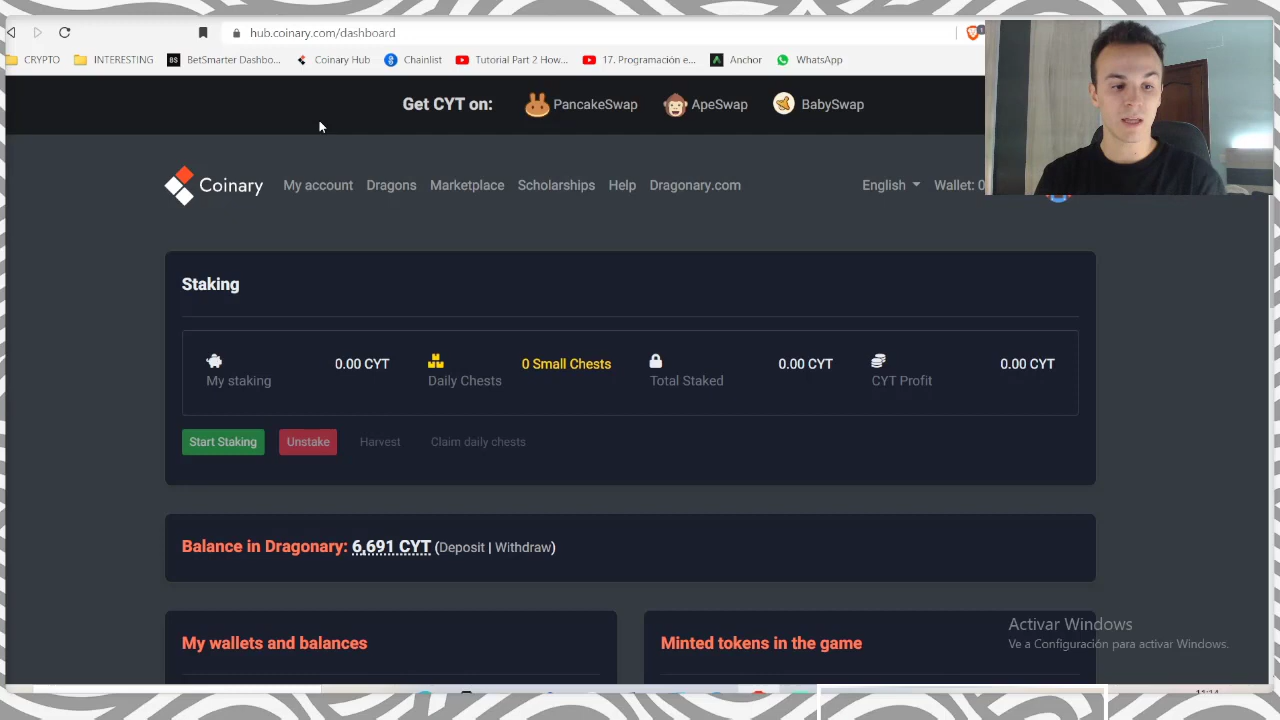 hub.coinary.com/dashboard
CRYPTO INTERESTING BetSmarter Dashbo... Coinary Hub Chainlist Tutorial Part 2 How... 17. Programación e... Anchor WhatsApp
Get CYT on: PancakeSwap ApeSwap BabySwap
Coinary My account Dragons Marketplace Scholarships Help Dragonary.com English Wallet: 0
Staking
0.00 CYT 0 Small Chests 0.00 CYT 0.00 CYT
My staking Daily Chests Total Staked CYT Profit
Start Staking Unstake Harvest Claim daily chests
Balance in Dragonary: 6,691 CYT (Deposit | Withdraw)
My wallets and balances Minted tokens in the game
Activar Windows
Ve a Configuración para activar Windows.